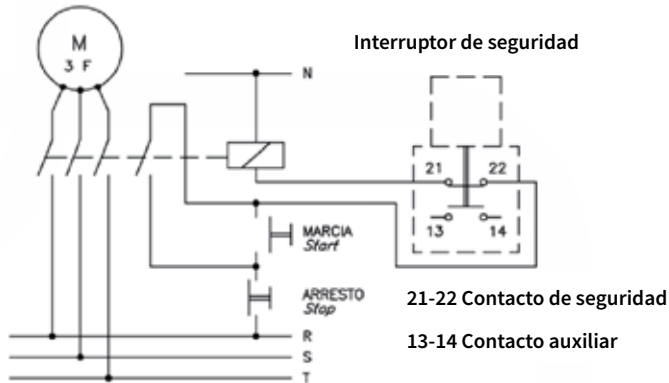 M
3 F
N
Interruptor de seguridad
21 22
13 14
MARCIA
Start
ARRESTO
Stop
21-22 Contacto de seguridad
13-14 Contacto auxiliar
R
S
T